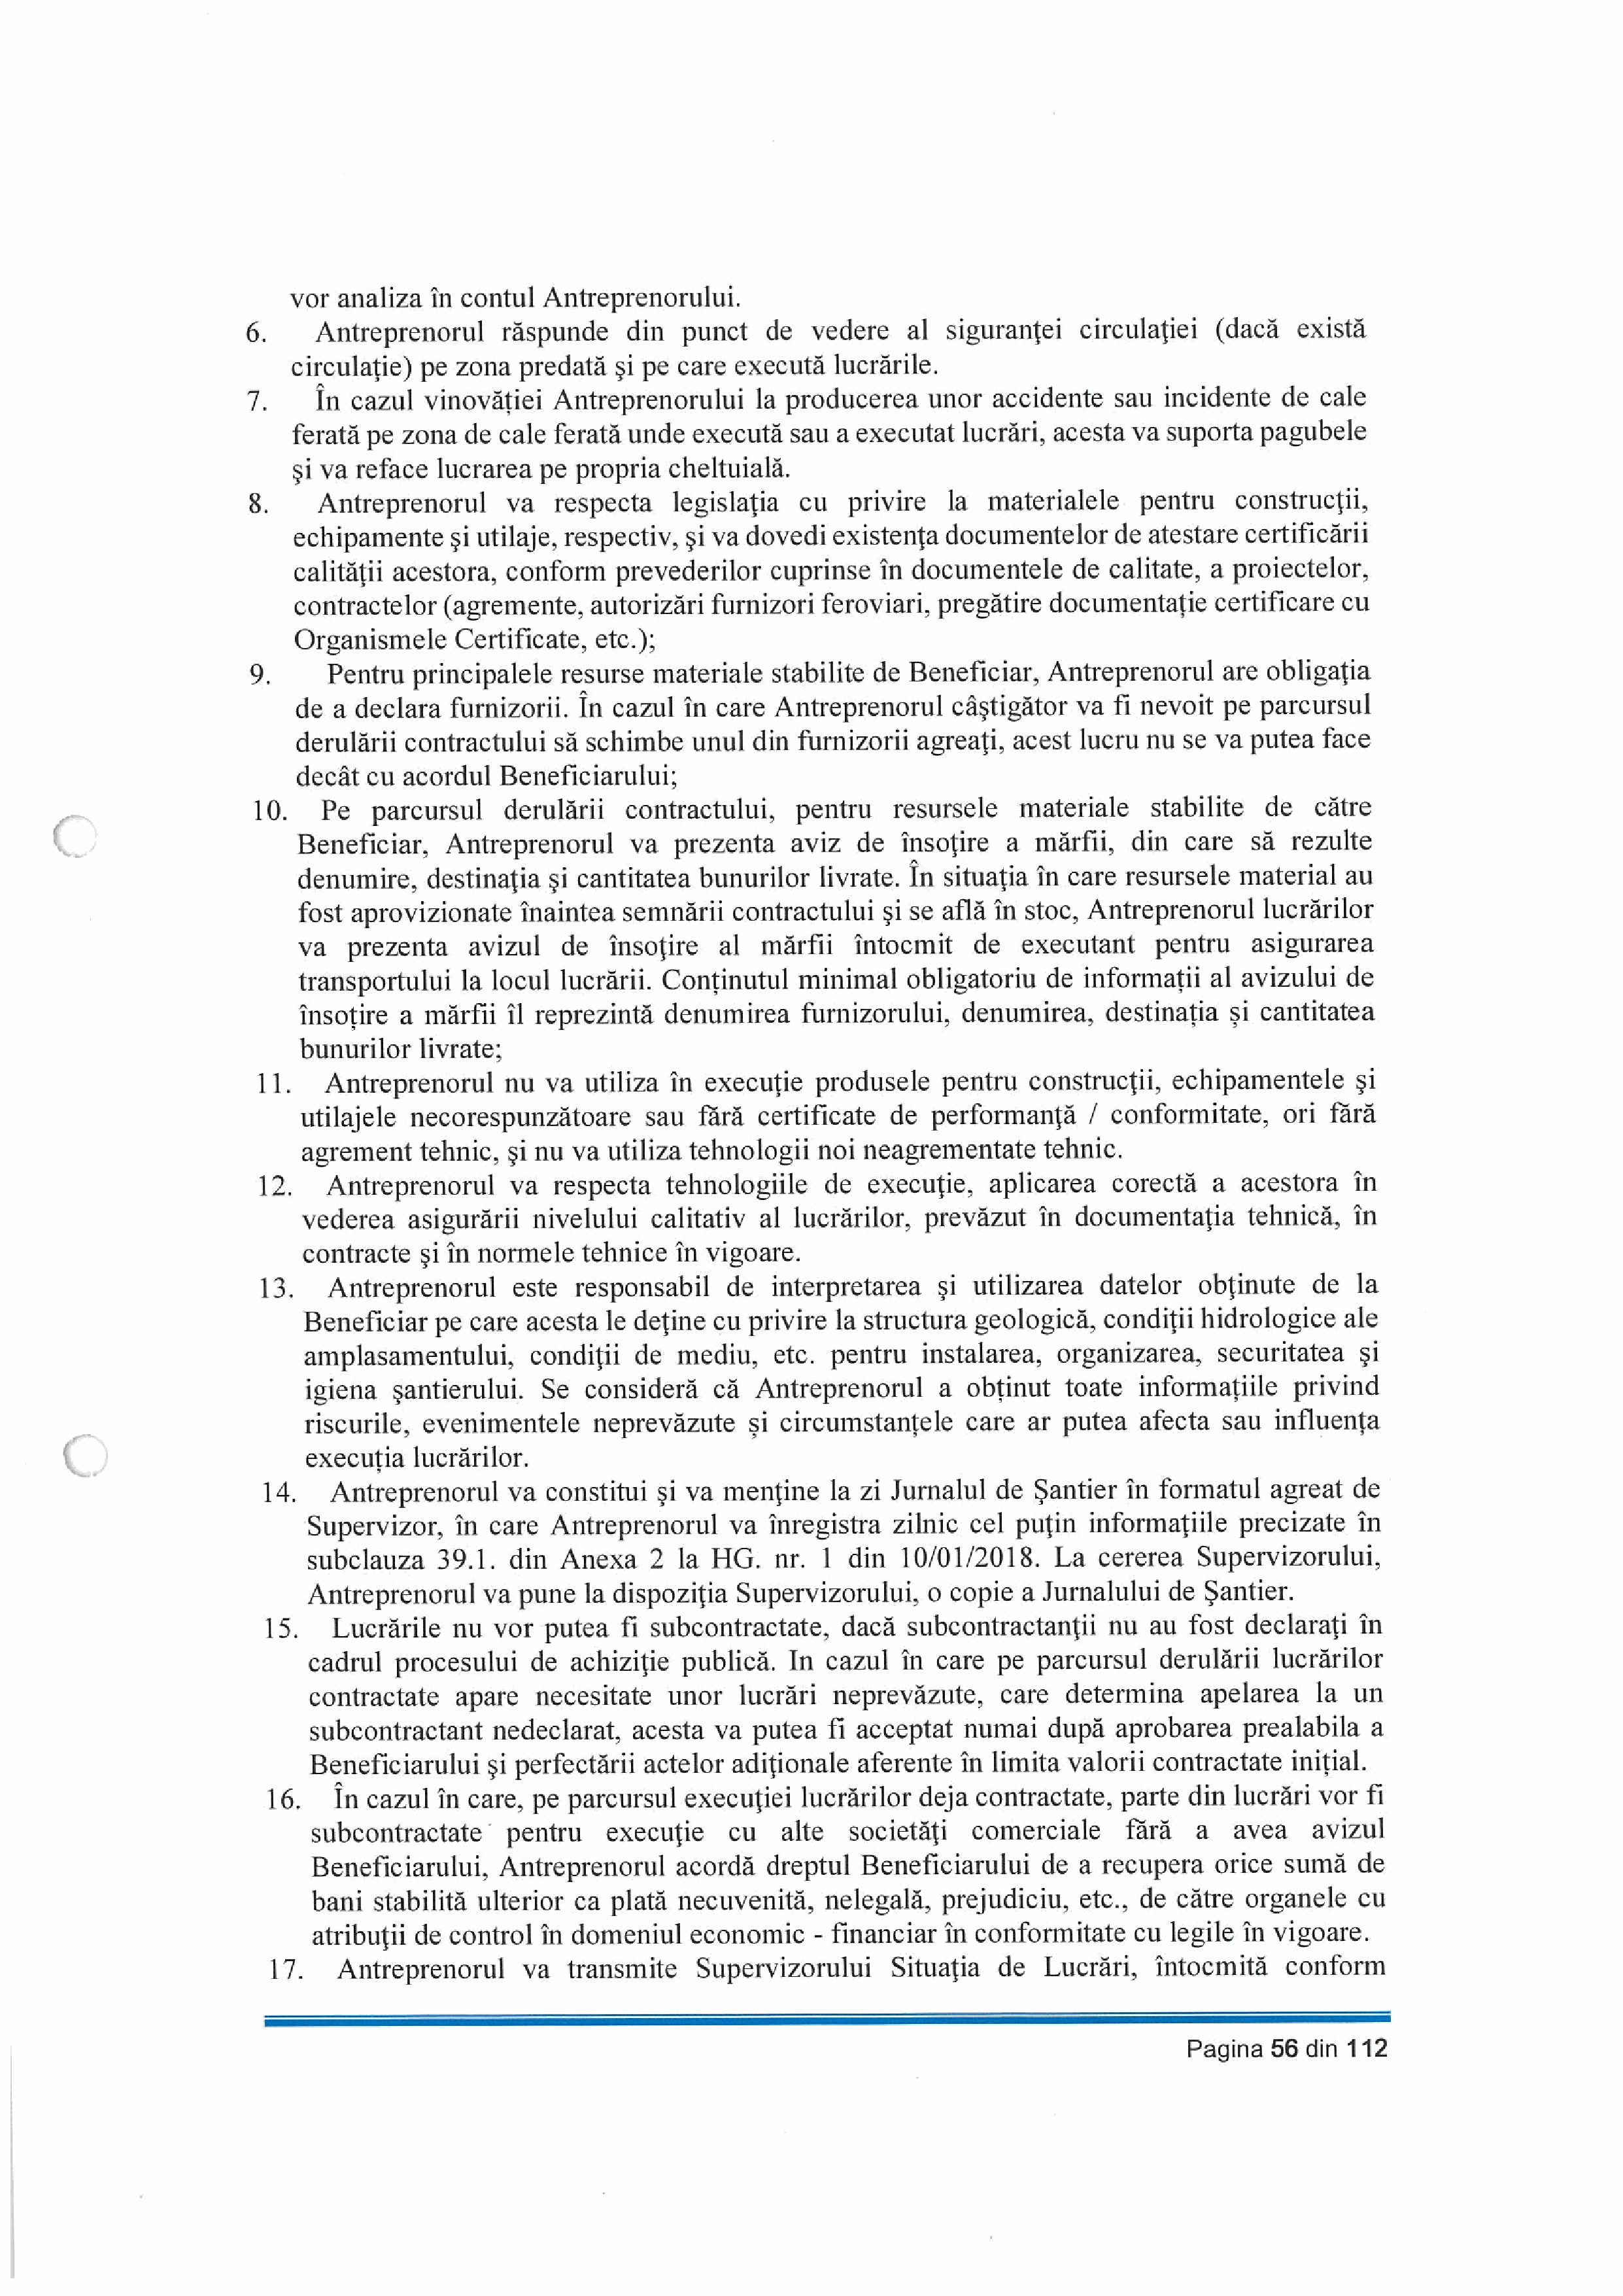 vor analiza în contul Antreprenorului.
6. Antreprenorul răspunde din punct de vedere al siguranţei circulaţiei (dacă există
circulaţie) pe zona predată şi pe care execută lucrările.
7. În cazul vinovăţiei Antreprenorului la producerea unor accidente sau incidente de cale
ferată pe zona de cale ferată unde execută sau a executat lucrări, acesta va suporta pagubele
şi va reface lucrarea pe propria cheltuială.
8. Antreprenorul va respecta legislaţia cu privire la materialele pentru construcţii,
echipamente şi utilaje, respectiv, şi va dovedi existenţa documentelor de atestare certificării
calităţii acestora, conform prevederilor cuprinse în documentele de calitate, a proiectelor,
contractelor (agremente, autorizări furnizori feroviari, pregătire documentaţie certificare cu
Organismele Certificate, etc.);
9. Pentru principalele resurse materiale stabilite de Beneficiar, Antreprenorul are obligaţia
de a declara furnizorii. În cazul în care Antreprenorul câştigător va fi nevoit pe parcursul
derulării contractului să schimbe unul din furnizorii agreaţi, acest lucru nu se va putea face
decât cu acordul Beneficiarului;
10. Pe parcursul derulării contractului, pentru resursele materiale stabilite de către
Beneficiar, Antreprenorul va prezenta aviz de însoţire a mărfii, din care să rezulte
denumire, destinaţia şi cantitatea bunurilor livrate. În situaţia în care resursele material au
fost aprovizionate înaintea semnării contractului şi se află în stoc, Antreprenorul lucrărilor
va prezenta avizul de însoţire al mărfii întocmit de executant pentru asigurarea
transportului la locul lucrării. Conţinutul minimal obligatoriu de informaţii al avizului de
însoţire a mărfii îl reprezintă denumirea furnizorului, denumirea, destinaţia și cantitatea
bunurilor livrate;
11. Antreprenorul nu va utiliza în execuţie produsele pentru construcţii, echipamentele şi
utilajele necorespunzătoare sau fără certificate de performanţă / conformitate, ori fără
agrement tehnic, şi nu va utiliza tehnologii noi neagrementate tehnic.
12. Antreprenorul va respecta tehnologiile de execuţie, aplicarea corectă a acestora în
vederea asigurării nivelului calitativ al lucrărilor, prevăzut în documentaţia tehnică, în
contracte şi în normele tehnice în vigoare.
13. Antreprenorul este responsabil de interpretarea şi utilizarea datelor obţinute de la
Beneficiar pe care acesta le deţine cu privire la structura geologică, condiţii hidrologice ale
amplasamentului, condiţii de mediu, etc. pentru instalarea, organizarea, securitatea şi
igiena şantierului. Se consideră că Antreprenorul a obţinut toate informaţiile privind
riscurile, evenimentele neprevăzute și circumstanţele care ar putea afecta sau influenţa
execuţia lucrărilor.
14. Antreprenorul va constitui şi va menţine la zi Jurnalul de Şantier în formatul agreat de
Supervizor, în care Antreprenorul va înregistra zilnic cel puţin informaţiile precizate în
subclauza 39.1. din Anexa 2 la HG. nr. 1 din 10/01/2018. La cererea Supervizorului,
Antreprenorul va pune la dispoziţia Supervizorului, o copie a Jurnalului de Şantier.
15. Lucrările nu vor putea fi subcontractate, dacă subcontractanţii nu au fost declaraţi în
cadrul procesului de achiziţie publică. In cazul în care pe parcursul derulării lucrărilor
contractate apare necesitate unor lucrări neprevăzute, care determina apelarea la un
subcontractant nedeclarat, acesta va putea fi acceptat numai după aprobarea prealabila a
Beneficiarului şi perfectării actelor adiţionale aferente în limita valorii contractate iniţial.
16. În cazul în care, pe parcursul execuţiei lucrărilor deja contractate, parte din lucrări vor fi
subcontractate pentru execuţie cu alte societăţi comerciale fără a avea avizul
Beneficiarului, Antreprenorul acordă dreptul Beneficiarului de a recupera orice sumă de
bani stabilită ulterior ca plată necuvenită, nelegală, prejudiciu, etc., de către organele cu
atribuţii de control în domeniul economic - financiar în conformitate cu legile în vigoare.
17. Antreprenorul va transmite Supervizorului Situaţia de Lucrări, întocmită conform
Pagina 56 din 112